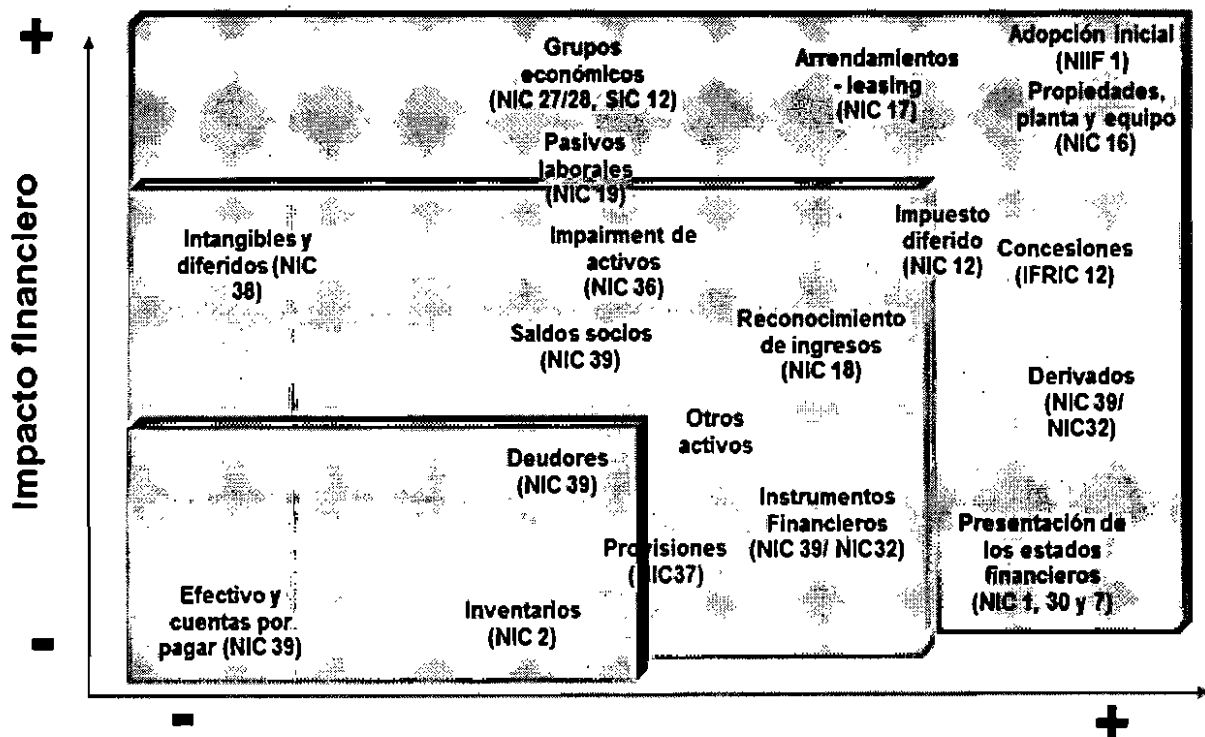 +
Impacto financiero
-
Grupos
económicos
(NIC 27/28, SIC 12)
Arrendamientos
- leasing
(NIC 17)
Adopción inicial
(NIIF 1)
Propiedades,
planta y equipo
(NIC 16)
Pasivos
laborales
(NIC 19)
Intangibles y
diferidos (NIC
38)
Impairment de
activos
(NIC 36)
Impuesto
diferido
(NIC 12)
Concesiones
(IFRIC 12)
Saldos socios
(NIC 39)
Reconocimiento
de ingresos
(NIC 18)
Derivados
(NIC 39/
NIC32)
Otros
activos
Deudores
(NIC 39)
Instrumentos
Financieros
(NIC 39/ NIC32)
Provisiones
(NIC37)
Presentación de
los estados
financieros
(NIC 1, 30 y 7)
Efectivo y
cuentas por
pagar (NIC 39)
Inventarios
(NIC 2)
-
+